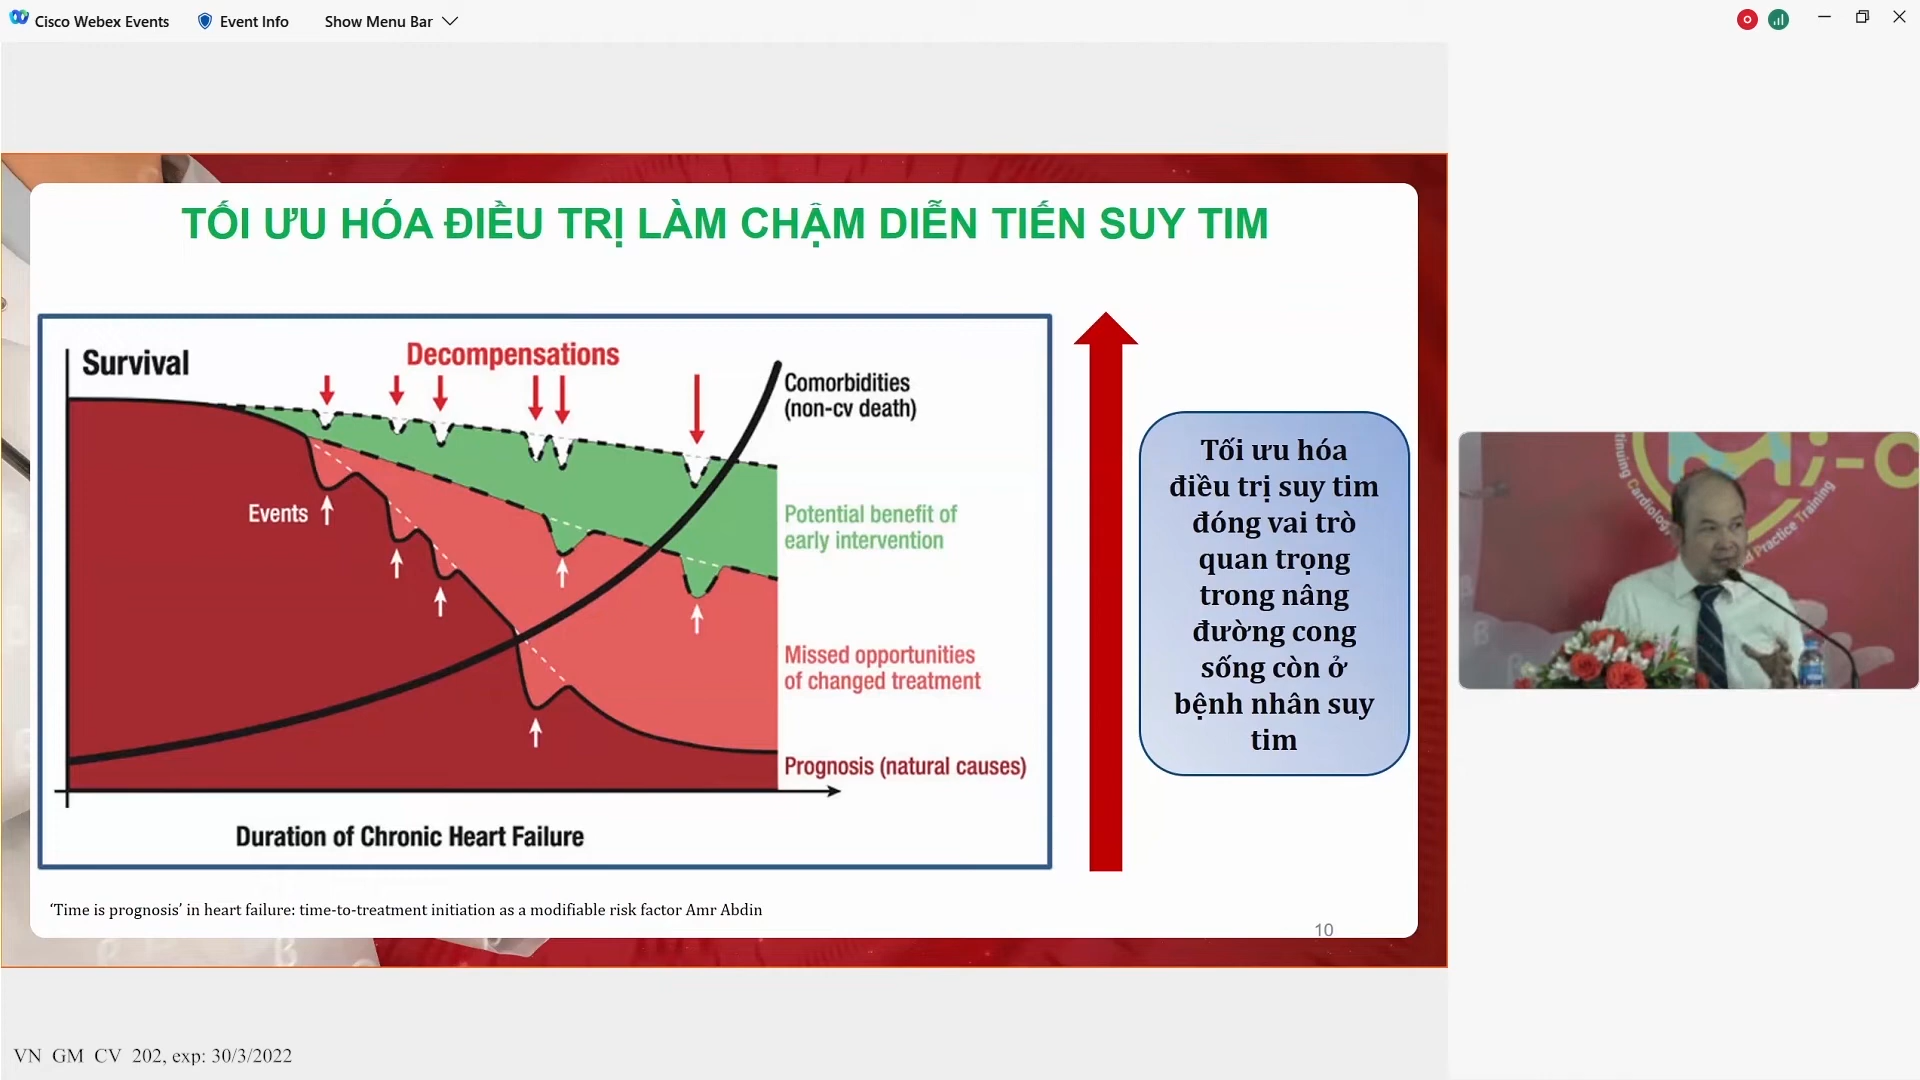 Cisco Webex Events
Event Info
Show Menu Bar
TỐI ƯU HÓA ĐIỀU TRỊ LÀM CHẬM DIỄN TIẾN SUY TIM
Survival
Decompensations
Comorbidities
(non-cv death)
Events
Potential benefit of
early intervention
Missed opportunities
of changed treatment
Prognosis (natural causes)
Duration of Chronic Heart Failure
Tối ưu hóa
điều trị suy tim
đóng vai trò
quan trọng
trong nâng
đường cong
sống còn ở
bệnh nhân suy
tim
‘Time is prognosis’ in heart failure: time-to-treatment initiation as a modifiable risk factor Amr Abdin
10
i-C
tinuing Cardiology
d Practice Training
VN GM CV 202, exp: 30/3/2022